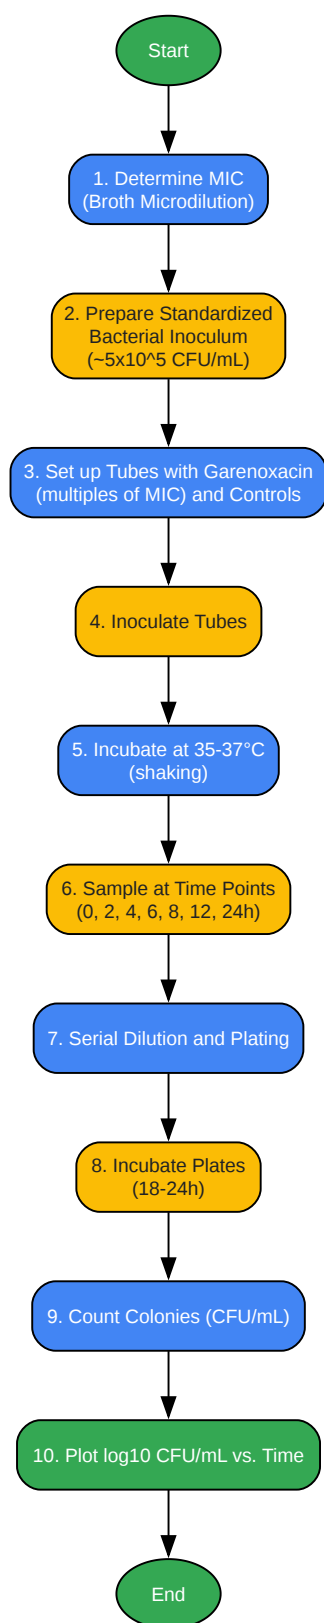 Start
1. Determine MIC
(Broth Microdilution)
2. Prepare Standardized
Bacterial Inoculum
(~5x10^5 CFU/mL)
3. Set up Tubes with Garenoxacin
(multiples of MIC) and Controls
4. Inoculate Tubes
5. Incubate at 35-37°C
(shaking)
6. Sample at Time Points
(0, 2, 4, 6, 8, 12, 24h)
7. Serial Dilution and Plating
8. Incubate Plates
(18-24h)
9. Count Colonies (CFU/mL)
10. Plot log10 CFU/mL vs. Time
End